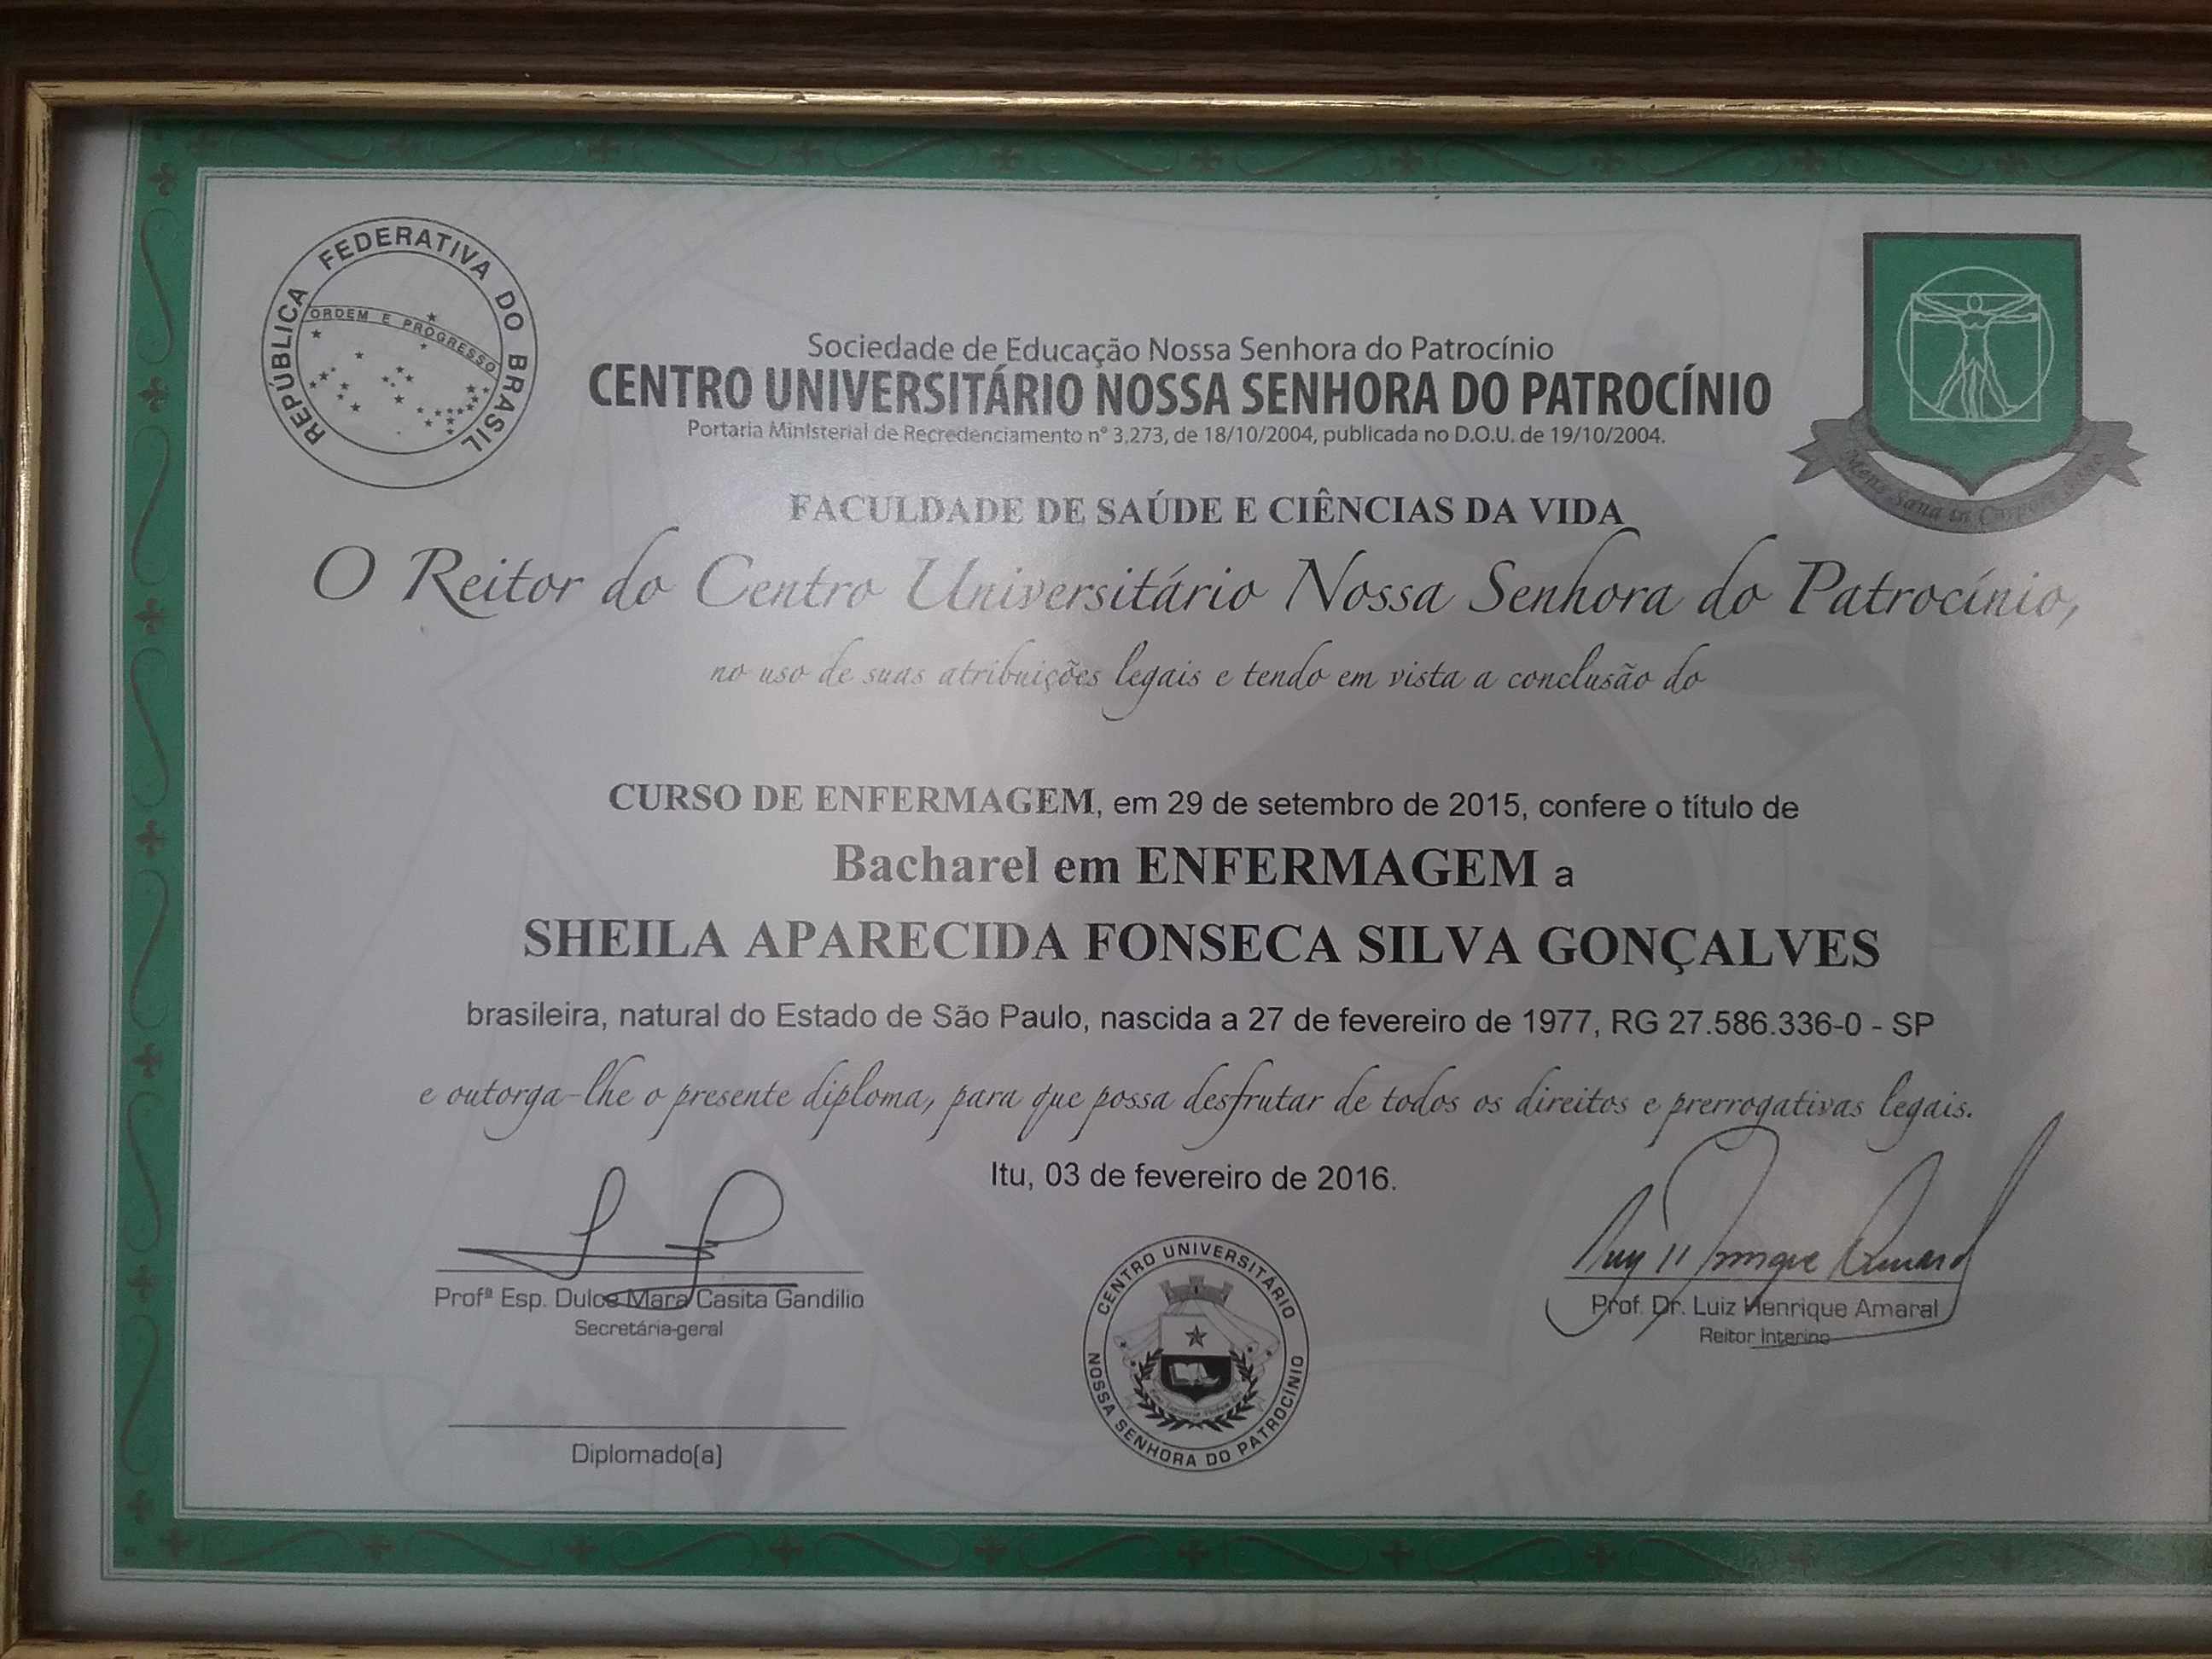 REPÚBLICA FEDERATIVA DO BRASIL
ORDEM E PROGRESSO
Sociedade de Educação Nossa Senhora do Patrocínio
CENTRO UNIVERSITÁRIO NOSSA SENHORA DO PATROCÍNIO
Portaria Ministerial de Recredenciamento nº 3.273, de 18/10/2004, publicada no D.O.U. de 19/10/2004.
Mens Sana in Corpore Sano
FACULDADE DE SAÚDE E CIÊNCIAS DA VIDA
O Reitor do Centro Universitário Nossa Senhora do Patrocínio,
no uso de suas atribuições legais e tendo em vista a conclusão do
CURSO DE ENFERMAGEM, em 29 de setembro de 2015, confere o título de
Bacharel em ENFERMAGEM a
SHEILA APARECIDA FONSECA SILVA GONÇALVES
brasileira, natural do Estado de São Paulo, nascida a 27 de fevereiro de 1977, RG 27.586.336-0 - SP
e outorga-lhe o presente diploma, para que possa desfrutar de todos os direitos e prerrogativas legais.
Itu, 03 de fevereiro de 2016.
Profª Esp. Dulce Mara Casita Gandilio
Secretária-geral
Prof. Dr. Luiz Henrique Amaral
Reitor Interino
CENTRO UNIVERSITÁRIO
NOSSA SENHORA DO PATROCÍNIO
Diplomado(a)